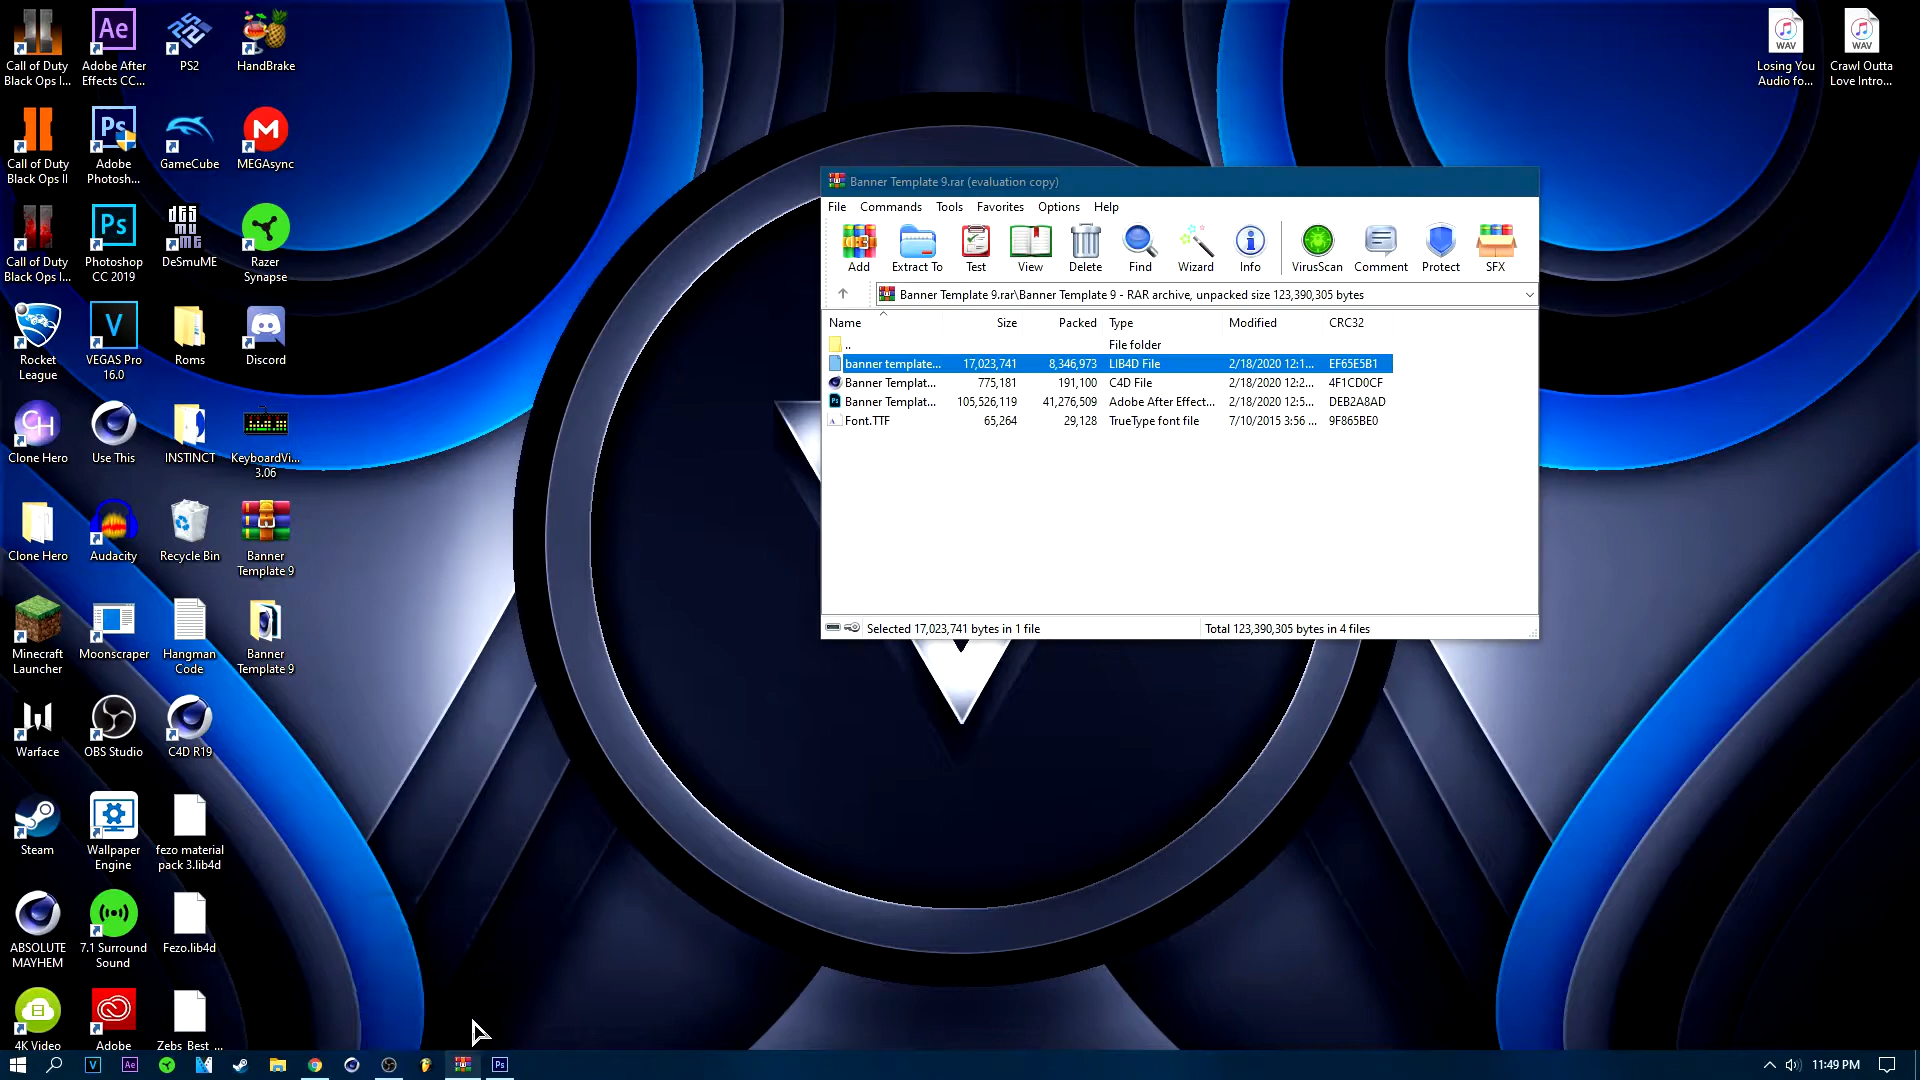 Call of Duty
Black Ops I...
Adobe After
Effects CC...
PS2
HandBrake
Losing You
Audio fo...
Crawl Outta
Love Intro...
WAV
WAV
Call of Duty
Black Ops II
Adobe
Photosh...
GameCube
MEGAsync
Call of Duty
Black Ops I...
Photoshop
CC 2019
DeSmuME
Razer
Synapse
Rocket
League
VEGAS Pro
16.0
Roms
Discord
Clone Hero
Use This
INSTINCT
KeyboardVi...
3.06
Clone Hero
Audacity
Recycle Bin
Banner
Template 9
Minecraft
Launcher
Moonscraper
Hangman
Code
Banner
Template 9
Warface
OBS Studio
C4D R19
Steam
Wallpaper
Engine
fezo material
pack 3.lib4d
ABSOLUTE
MAYHEM
7.1 Surround
Sound
Fezo.lib4d
4K Video
Adobe
Zebs Best ...
Banner Template 9.rar (evaluation copy)
File Commands Tools Favorites Options Help
Add Extract To Test View Delete Find Wizard Info VirusScan Comment Protect SFX
Banner Template 9.rar\Banner Template 9 - RAR archive, unpacked size 123,390,305 bytes
Name Size Packed Type Modified CRC32
.. File folder
banner template... 17,023,741 8,346,973 LIB4D File 2/18/2020 12:1... EF65E5B1
Banner Templat... 775,181 191,100 C4D File 2/18/2020 12:2... 4F1CD0CF
Banner Templat... 105,526,119 41,276,509 Adobe After Effect... 2/18/2020 12:5... DEB2A8AD
Font.TTF 65,264 29,128 TrueType font file 7/10/2015 3:56 ... 9F865BE0
Selected 17,023,741 bytes in 1 file Total 123,390,305 bytes in 4 files
11:49 PM